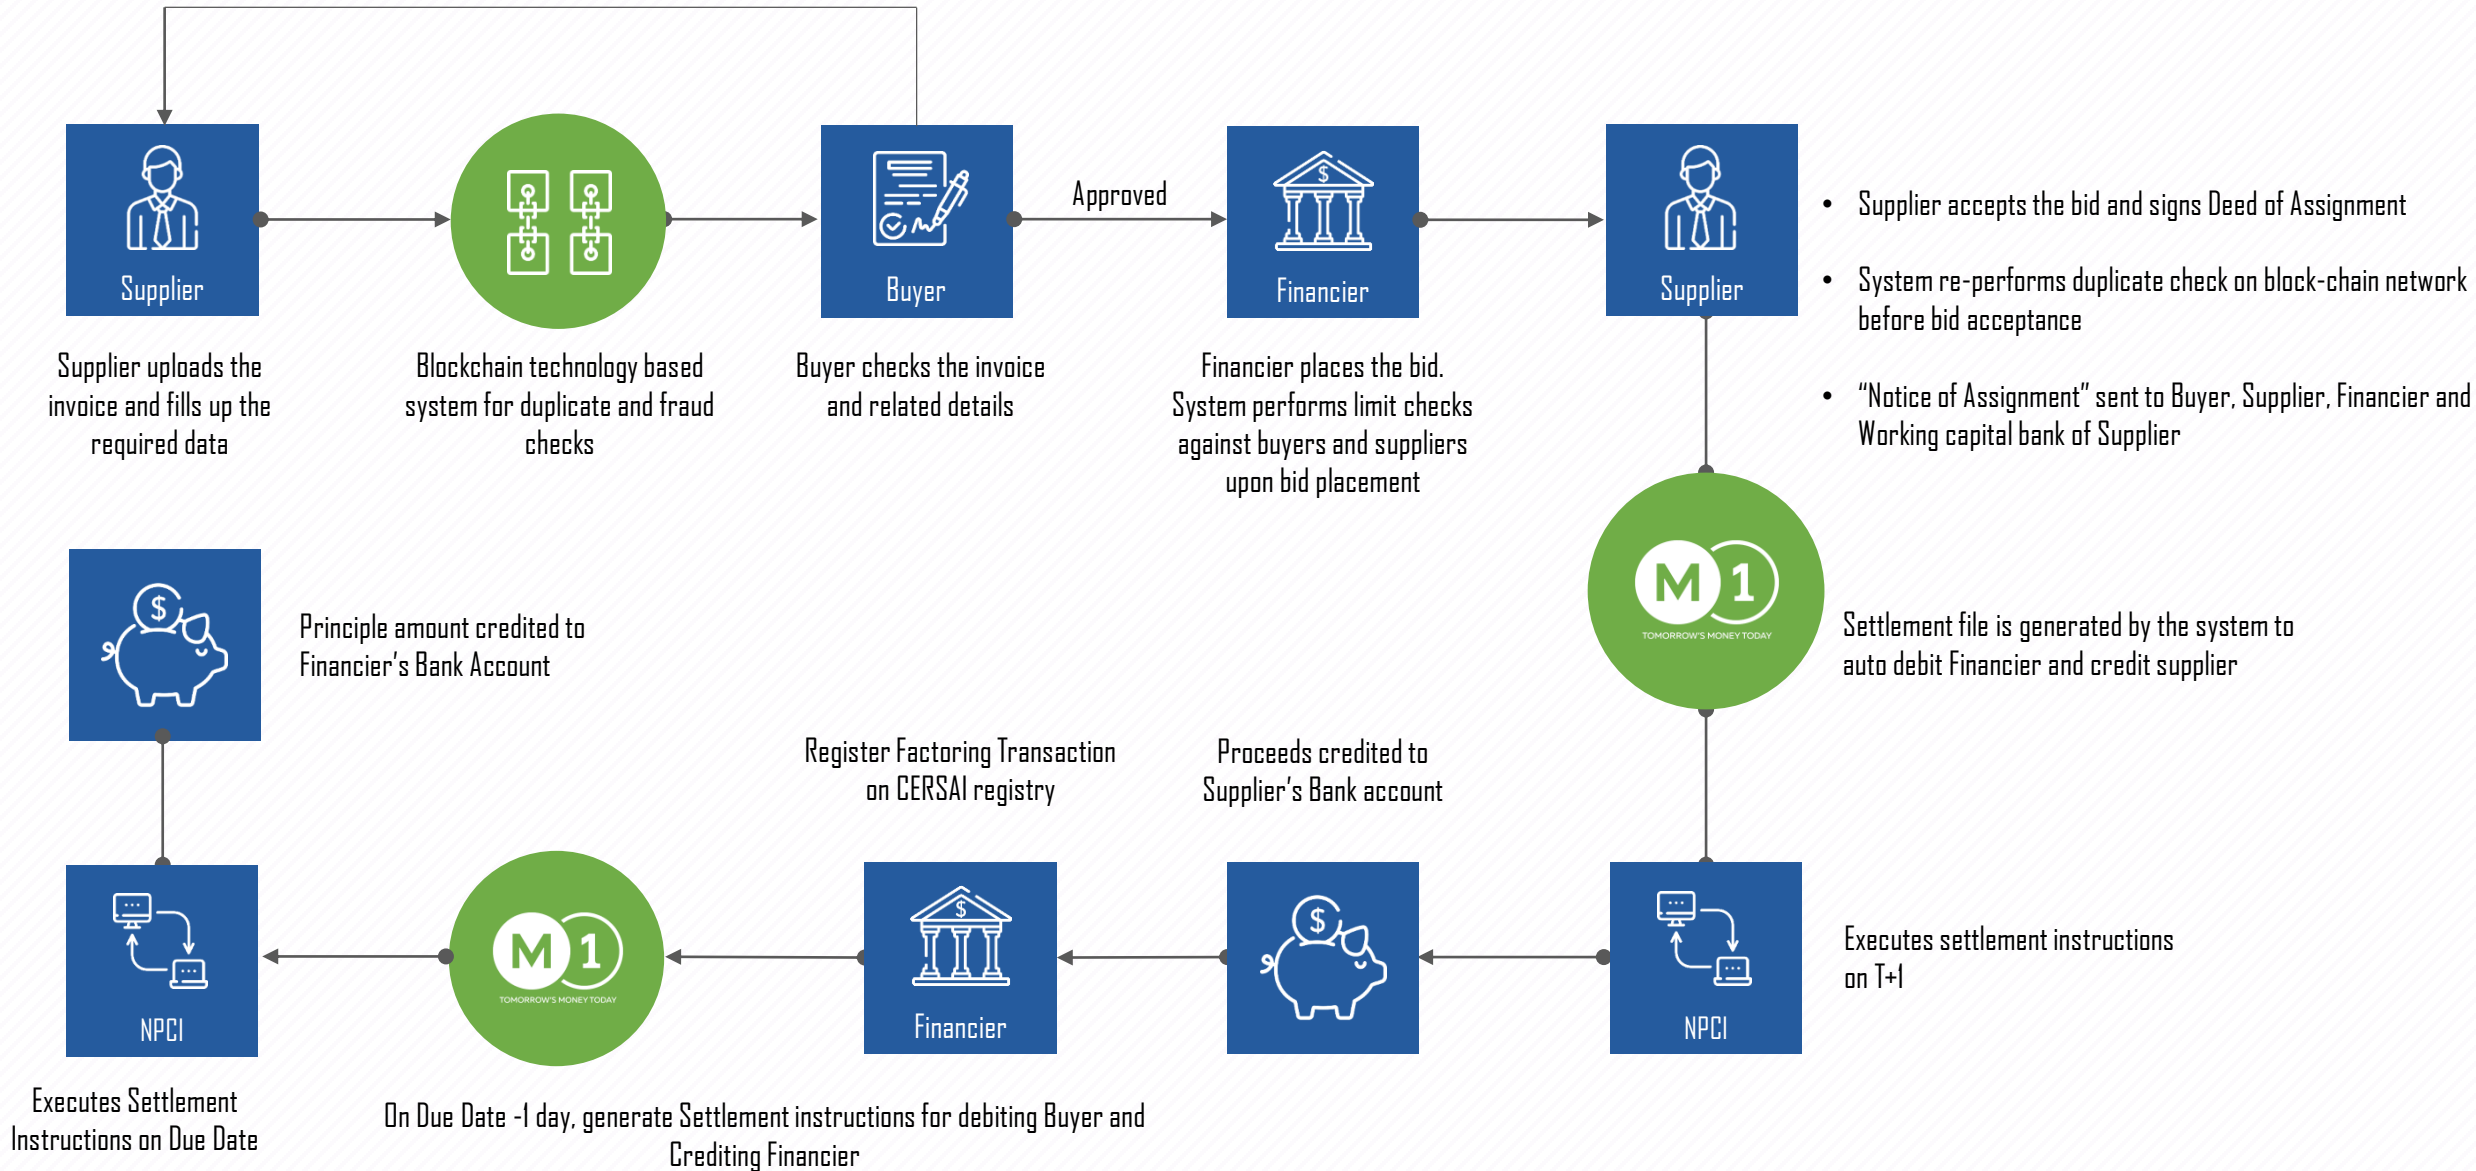 Approved
Supplier
Buyer
Financier
Supplier
Supplier uploads the
invoice and fills up the
required data
Blockchain technology based
system for duplicate and fraud
checks
Buyer checks the invoice
and related details
$
Financier places the bid.
System performs limit checks
against buyers and suppliers
upon bid placement
• Supplier accepts the bid and signs Deed of Assignment
• System re-performs duplicate check on block-chain network
before bid acceptance
• “Notice of Assignment” sent to Buyer, Supplier, Financier and
Working capital bank of Supplier
M1
TOMORROW'S MONEY TODAY
Settlement file is generated by the system to
auto debit Financier and credit supplier
$
Principle amount credited to
Financier’s Bank Account
Register Factoring Transaction
on CERSAI registry
Proceeds credited to
Supplier’s Bank account
NPCI
Executes settlement instructions
on T+1
$
$
Financier
M1
TOMORROW'S MONEY TODAY
NPCI
Executes Settlement
Instructions on Due Date
On Due Date -1 day, generate Settlement instructions for debiting Buyer and
Crediting Financier